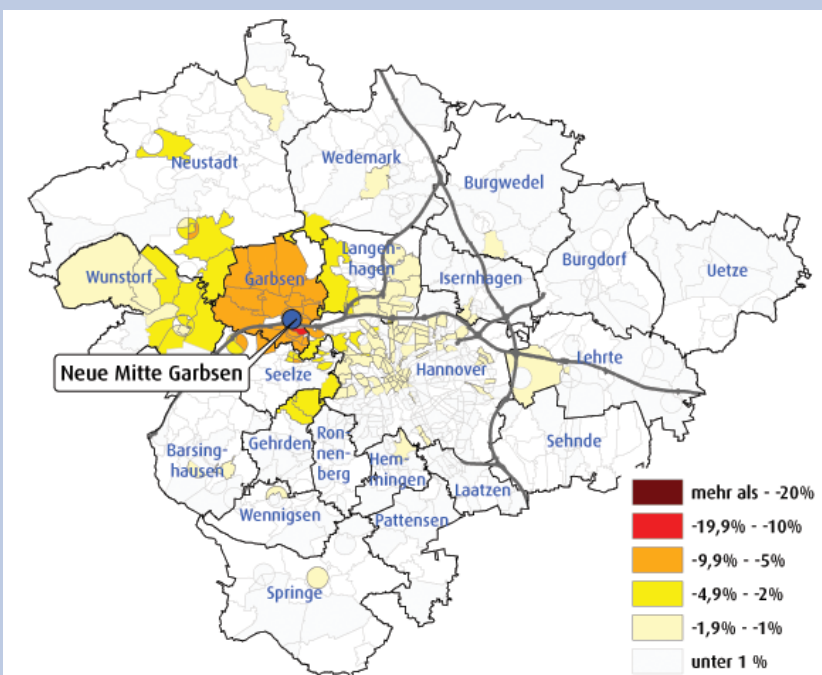 Neustadt
Wedemark
Burgwedel
Langen-
hagen
Garbsen
Wunstorf
Isernhagen
Burgdorf
Uetze
Neue Mitte Garbsen
Seelze
Hannover
Lehrte
Barsing-
hausen
Gehrden
Ron-
nen-
berg
Hem-
mingen
Laatzen
Sehnde
Wennigsen
Pattensen
Springe
mehr als - -20%
-19,9% - -10%
-9,9% - -5%
-4,9% - -2%
-1,9% - -1%
unter 1 %